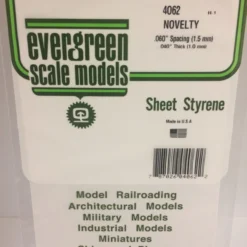 4062
NOVELTY
.060" Spacing (1.5 mm)
.040" Thick (1.0 mm)
evergreen
scale models
Sheet Styrene
Made in U.S.A
Model Railroading
Architectural Models
Military Models
Industrial Models
Miniatures